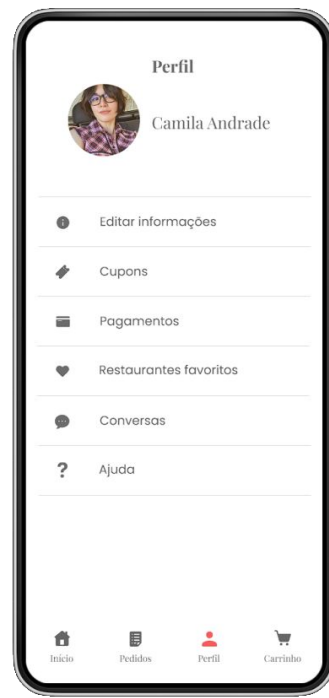 Perfil
Camila Andrade
Editar informações
Cupons
Pagamentos
Restaurantes favoritos
Conversas
Ajuda
Início Pedidos Perfil Carrinho